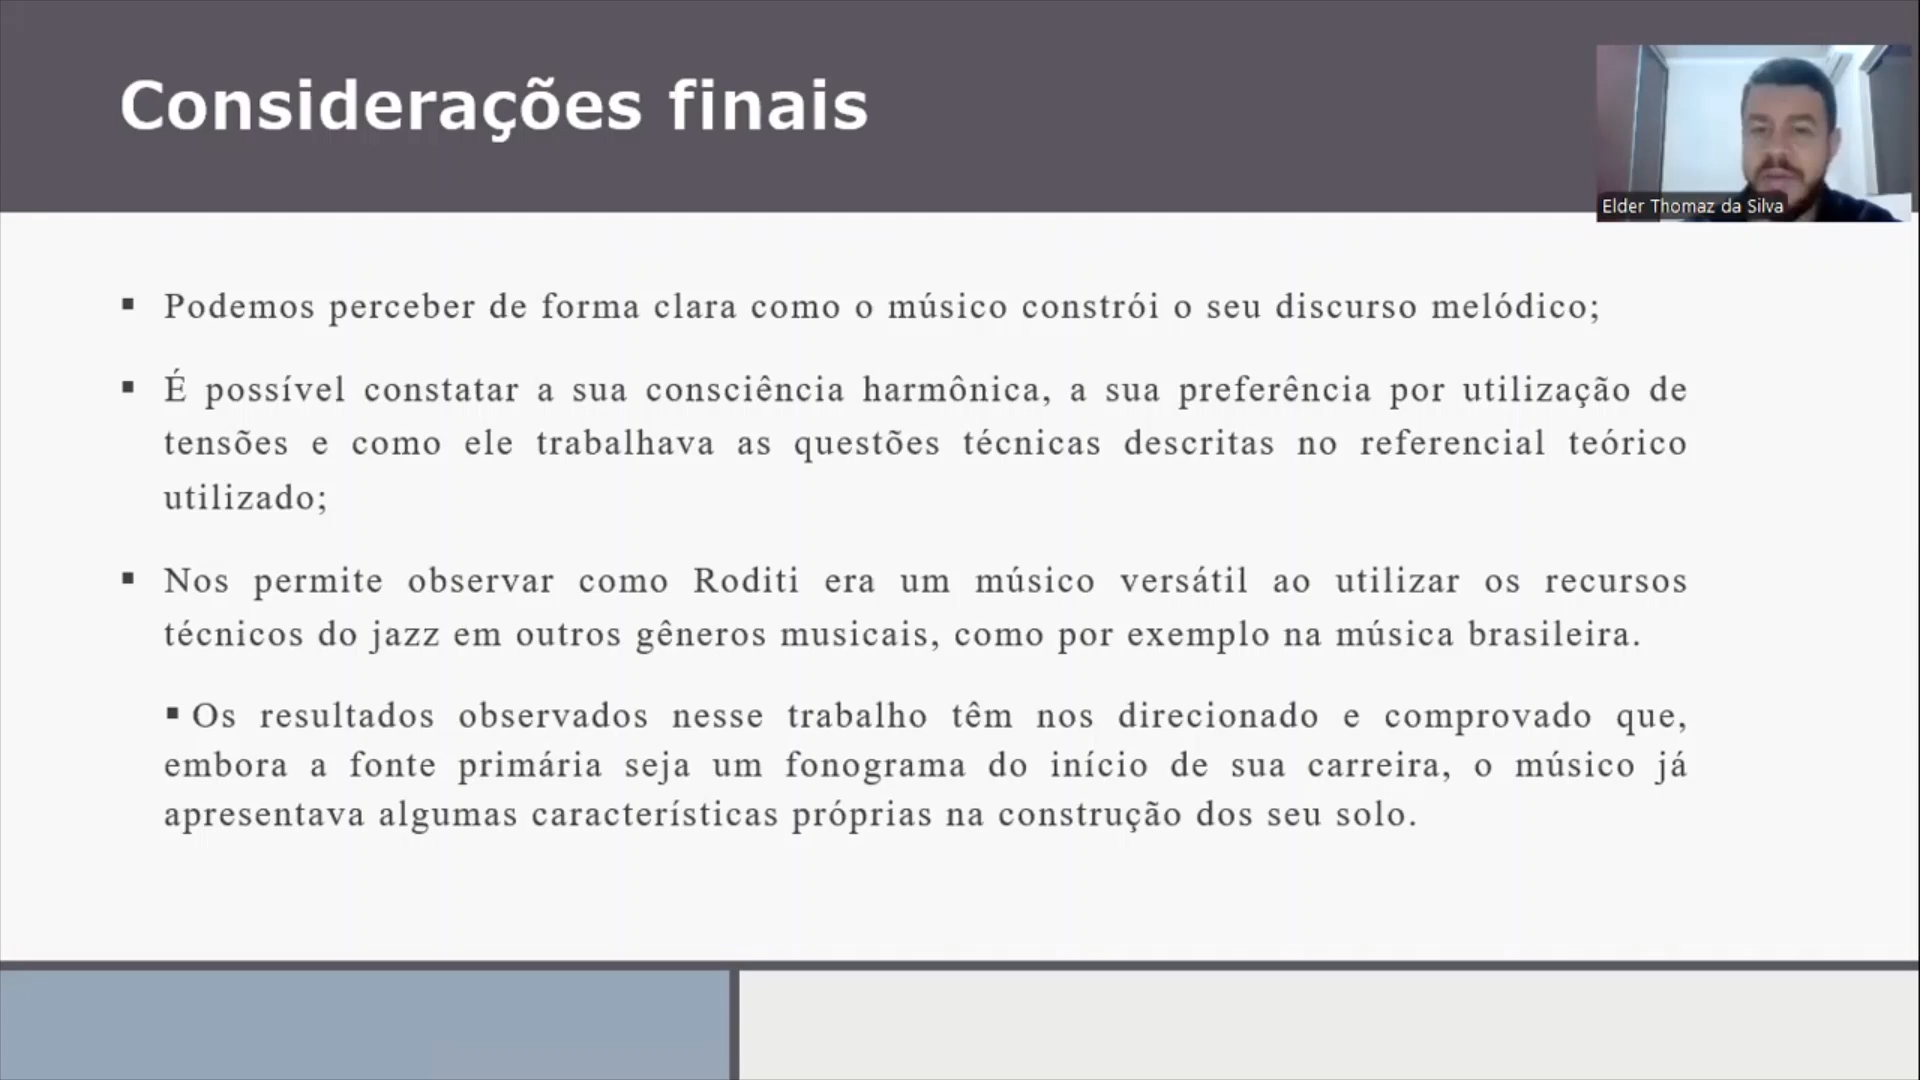 Considerações finais
Elder Thomaz da Silva
▪ Podemos perceber de forma clara como o músico constrói o seu discurso melódico;
▪ É possível constatar a sua consciência harmônica, a sua preferência por utilização de
tensões e como ele trabalhava as questões técnicas descritas no referencial teórico
utilizado;
▪ Nos permite observar como Roditi era um músico versátil ao utilizar os recursos
técnicos do jazz em outros gêneros musicais, como por exemplo na música brasileira.
▪ Os resultados observados nesse trabalho têm nos direcionado e comprovado que,
embora a fonte primária seja um fonograma do início de sua carreira, o músico já
apresentava algumas características próprias na construção dos seu solo.